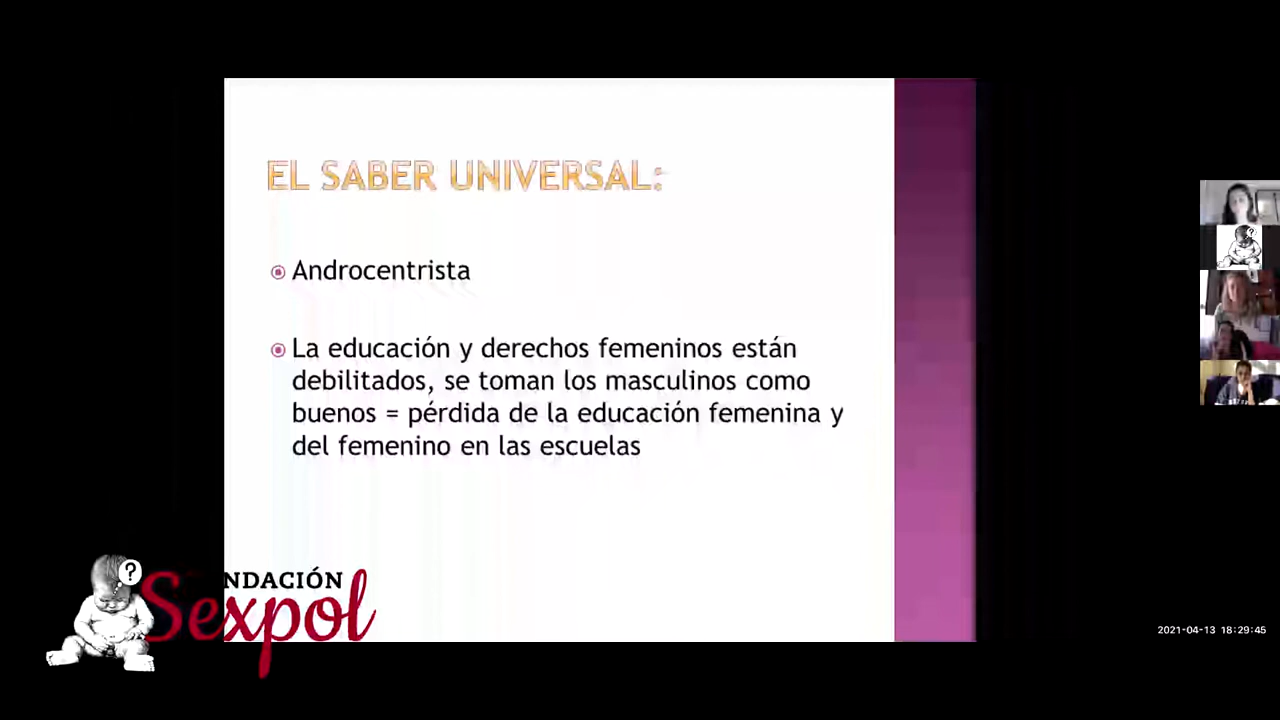 EL SABER UNIVERSAL:
Androcentrista
La educación y derechos femeninos están
debilitados, se toman los masculinos como
buenos = pérdida de la educación femenina y
del femenino en las escuelas
?
NDACIÓN
Sexpol
2021-04-13 18:29:45